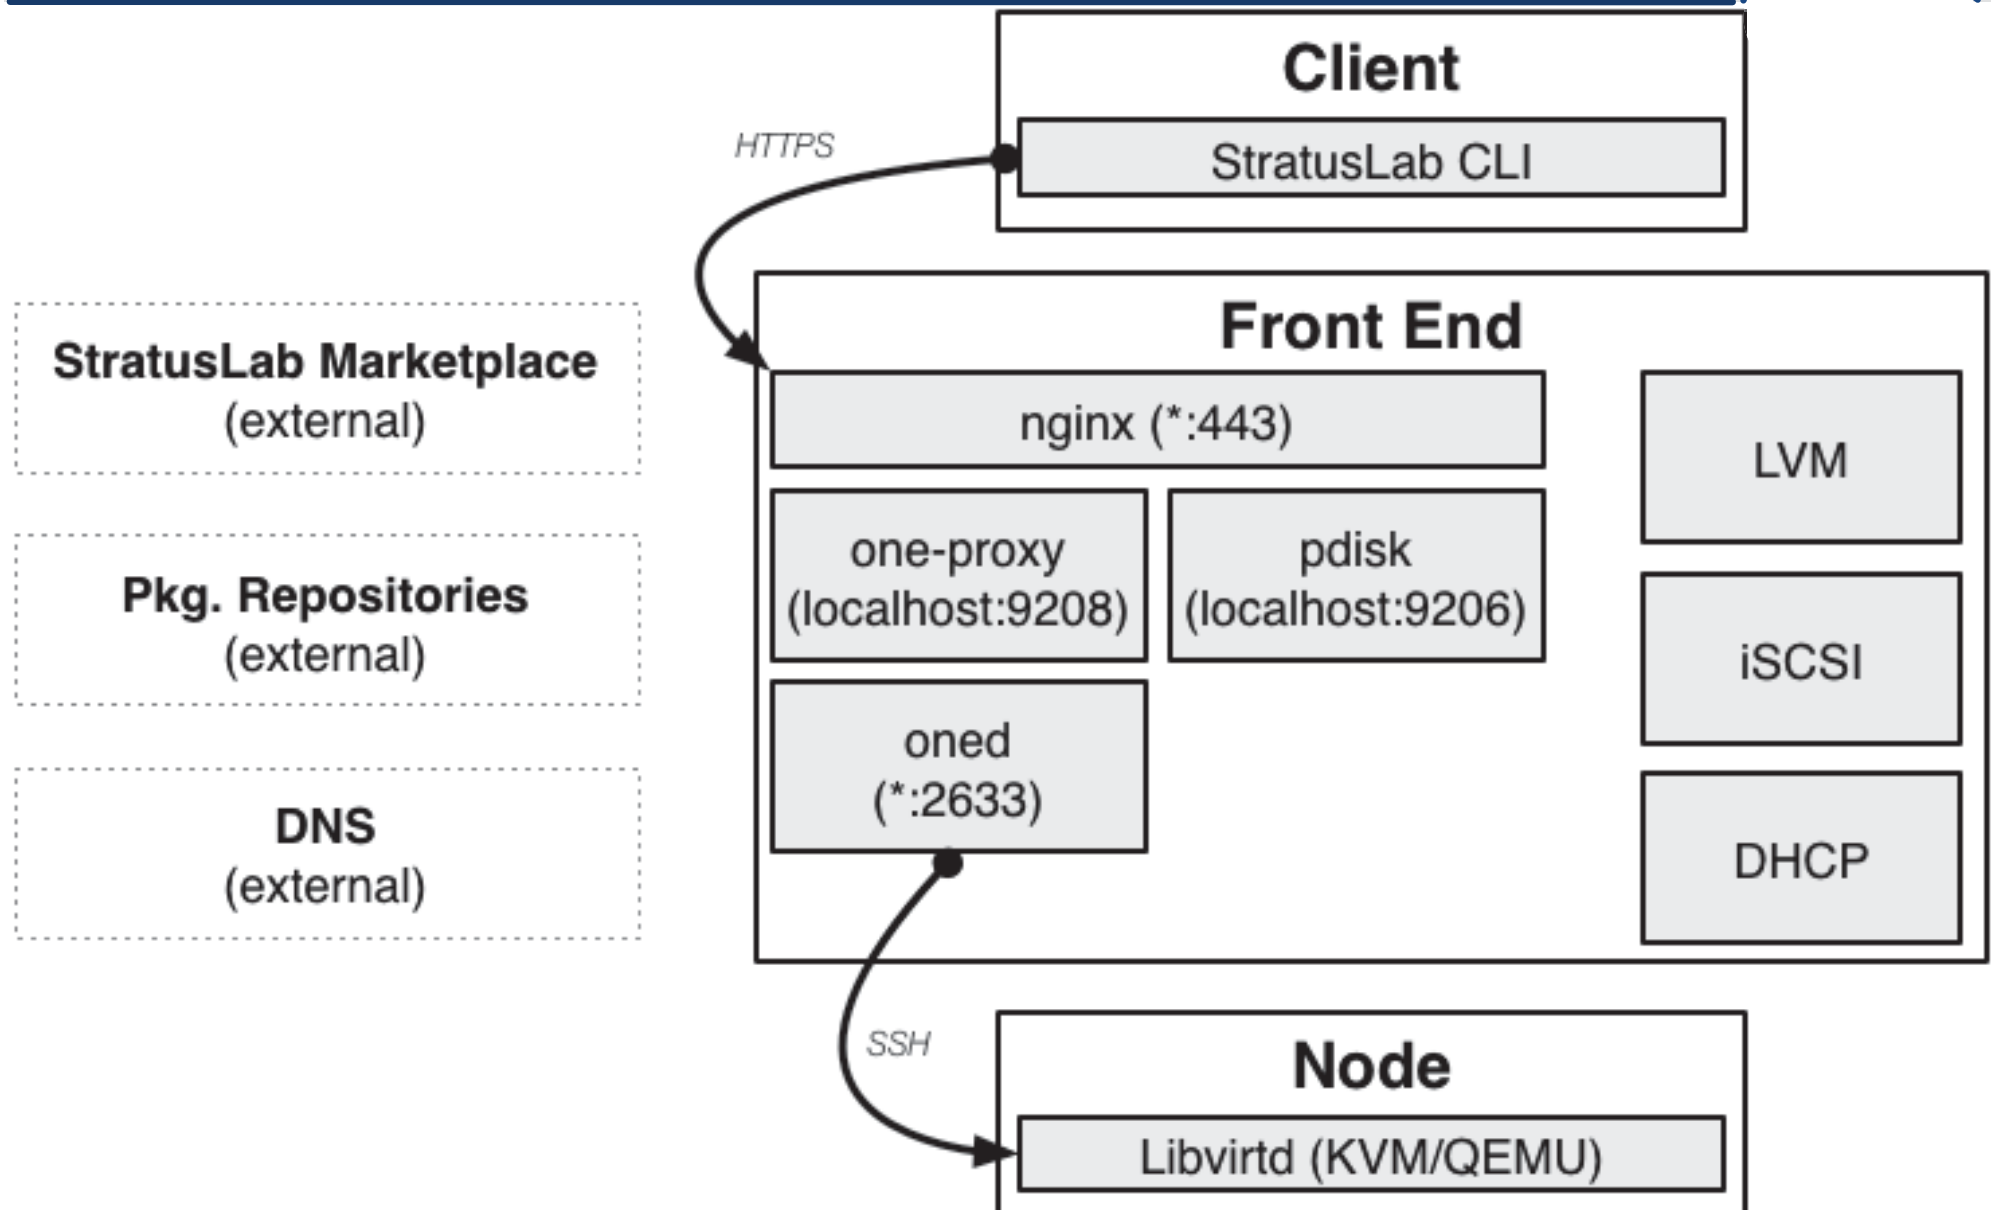 Client
StratusLab CLI
HTTPS
Front End
nginx (*:443)
one-proxy
(localhost:9208)
pdisk
(localhost:9206)
oned
(*:2633)
LVM
iSCSI
DHCP
StratusLab Marketplace
(external)
Pkg. Repositories
(external)
DNS
(external)
SSH
Node
Libvirtd (KVM/QEMU)